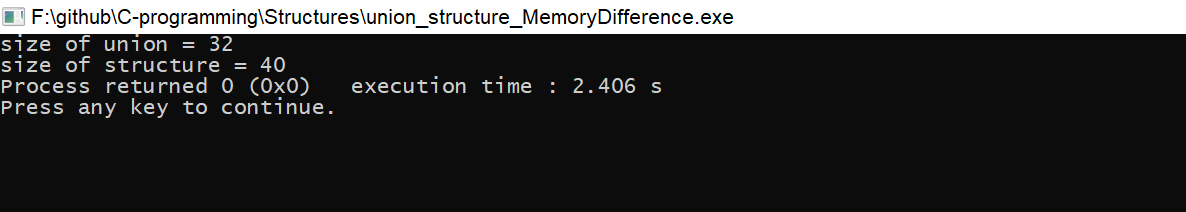 F:\github\C-programming\Structures\union_structure_MemoryDifference.exe
size of union = 32
size of structure = 40
Process returned 0 (0x0)   execution time : 2.406 s
Press any key to continue.